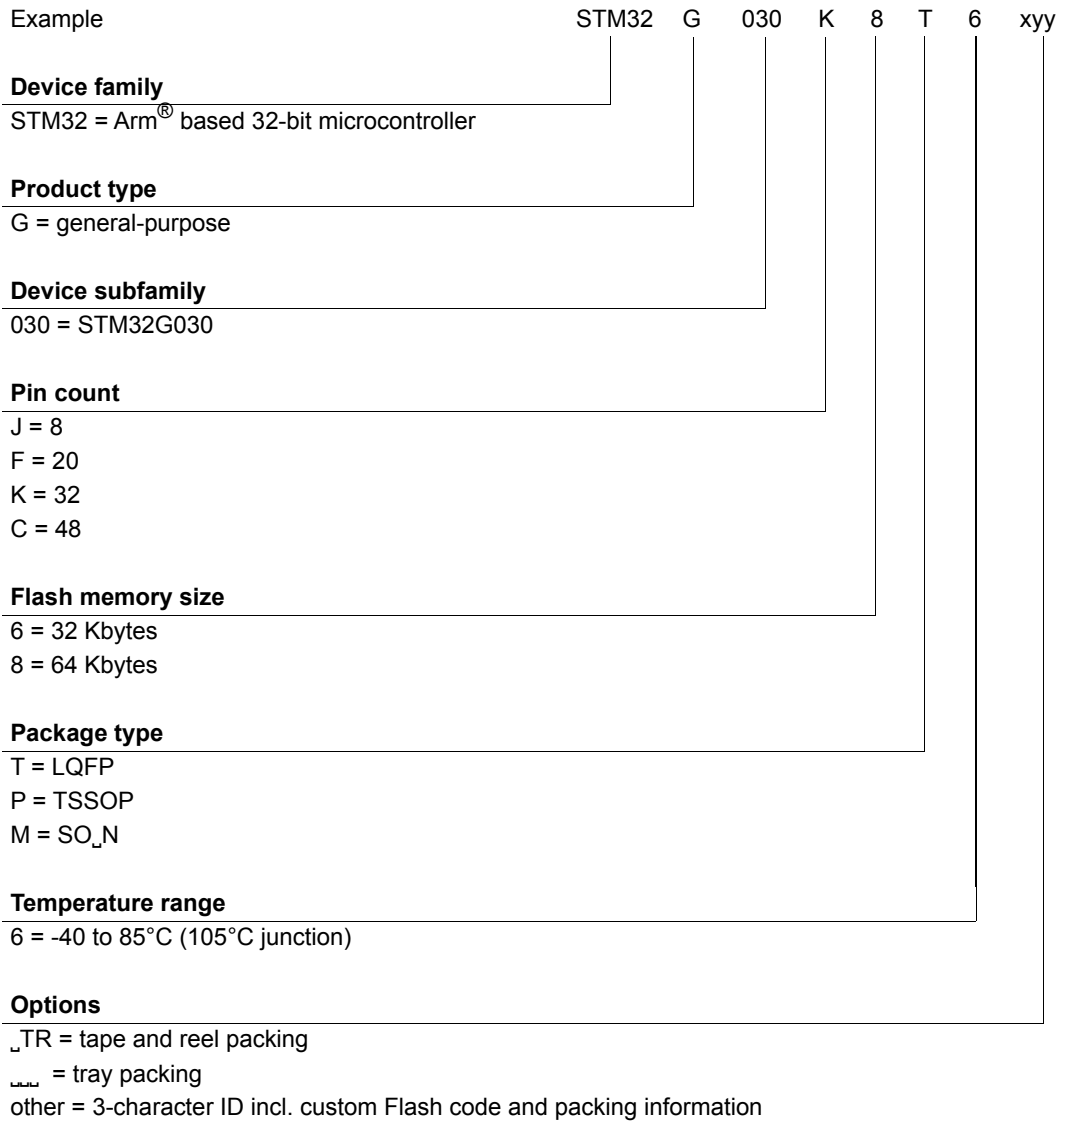 Example STM32 G 030 K 8 T 6 xyy
Device family
STM32 = Arm® based 32-bit microcontroller
Product type
G = general-purpose
Device subfamily
030 = STM32G030
Pin count
J = 8
F = 20
K = 32
C = 48
Flash memory size
6 = 32 Kbytes
8 = 64 Kbytes
Package type
T = LQFP
P = TSSOP
M = SO␣N
Temperature range
6 = -40 to 85°C (105°C junction)
Options
␣TR = tape and reel packing
␣␣␣ = tray packing
other = 3-character ID incl. custom Flash code and packing information